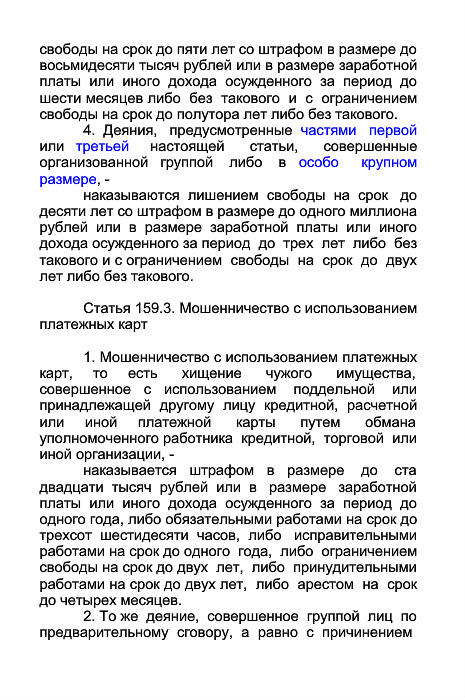 свободы на срок до пяти лет со штрафом в размере до
восьмидесяти тысяч рублей или в размере заработной
платы или иного дохода осужденного за период до
шести месяцев либо без такового и с ограничением
свободы на срок до полутора лет либо без такового.
4. Деяния, предусмотренные частями первой
или третьей настоящей статьи, совершенные
организованной группой либо в особо крупном
размере, -
наказываются лишением свободы на срок до
десяти лет со штрафом в размере до одного миллиона
рублей или в размере заработной платы или иного
дохода осужденного за период до трех лет либо без
такового и с ограничением свободы на срок до двух
лет либо без такового.
Статья 159.3. Мошенничество с использованием
платежных карт
1. Мошенничество с использованием платежных
карт, то есть хищение чужого имущества,
совершенное с использованием поддельной или
принадлежащей другому лицу кредитной, расчетной
или иной платежной карты путем обмана
уполномоченного работника кредитной, торговой или
иной организации, -
наказывается штрафом в размере до ста
двадцати тысяч рублей или в размере заработной
платы или иного дохода осужденного за период до
одного года, либо обязательными работами на срок до
трехсот шестидесяти часов, либо исправительными
работами на срок до одного года, либо ограничением
свободы на срок до двух лет, либо принудительными
работами на срок до двух лет, либо арестом на срок
до четырех месяцев.
2. То же деяние, совершенное группой лиц по
предварительному сговору, а равно с причинением